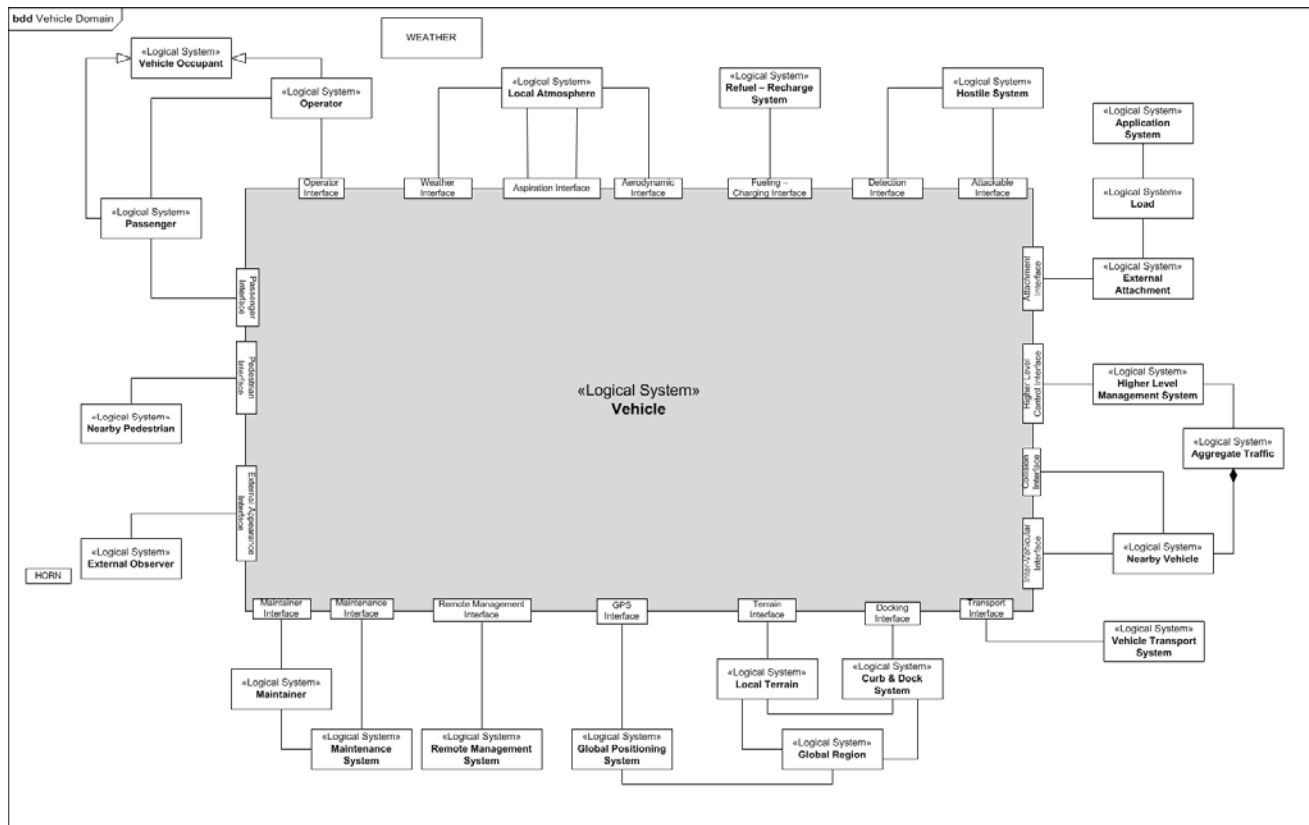 bdd Vehicle Domain
WEATHER
«Logical System»
Vehicle Occupant
«Logical System»
Operator
«Logical System»
Local Atmosphere
«Logical System»
Refuel – Recharge
System
«Logical System»
Hostile System
«Logical System»
Application
System
Operator
Interface
Weather
Interface
Aspiration Interface
Aerodynamic
Interface
Fueling –
Charging Interface
Detection
Interface
Attackable
Interface
«Logical System»
Load
«Logical System»
Passenger
Passenger
Interface
Attachment
Interface
«Logical System»
External
Attachment
Pedestrian
Interface
«Logical System»
Nearby Pedestrian
«Logical System»
Vehicle
Higher Level
Control Interface
«Logical System»
Higher Level
Management System
«Logical System»
Aggregate Traffic
Collision
Interface
External Appearance
Interface
«Logical System»
External Observer
HORN
Inter-Vehicular
Interface
«Logical System»
Nearby Vehicle
Maintainer
Interface
Maintenance
Interface
Remote Management
Interface
GPS
Interface
Terrain
Interface
Docking
Interface
Transport
Interface
«Logical System»
Vehicle Transport
System
«Logical System»
Maintainer
«Logical System»
Local Terrain
«Logical System»
Curb & Dock
System
«Logical System»
Maintenance
System
«Logical System»
Remote Management
System
«Logical System»
Global Positioning
System
«Logical System»
Global Region